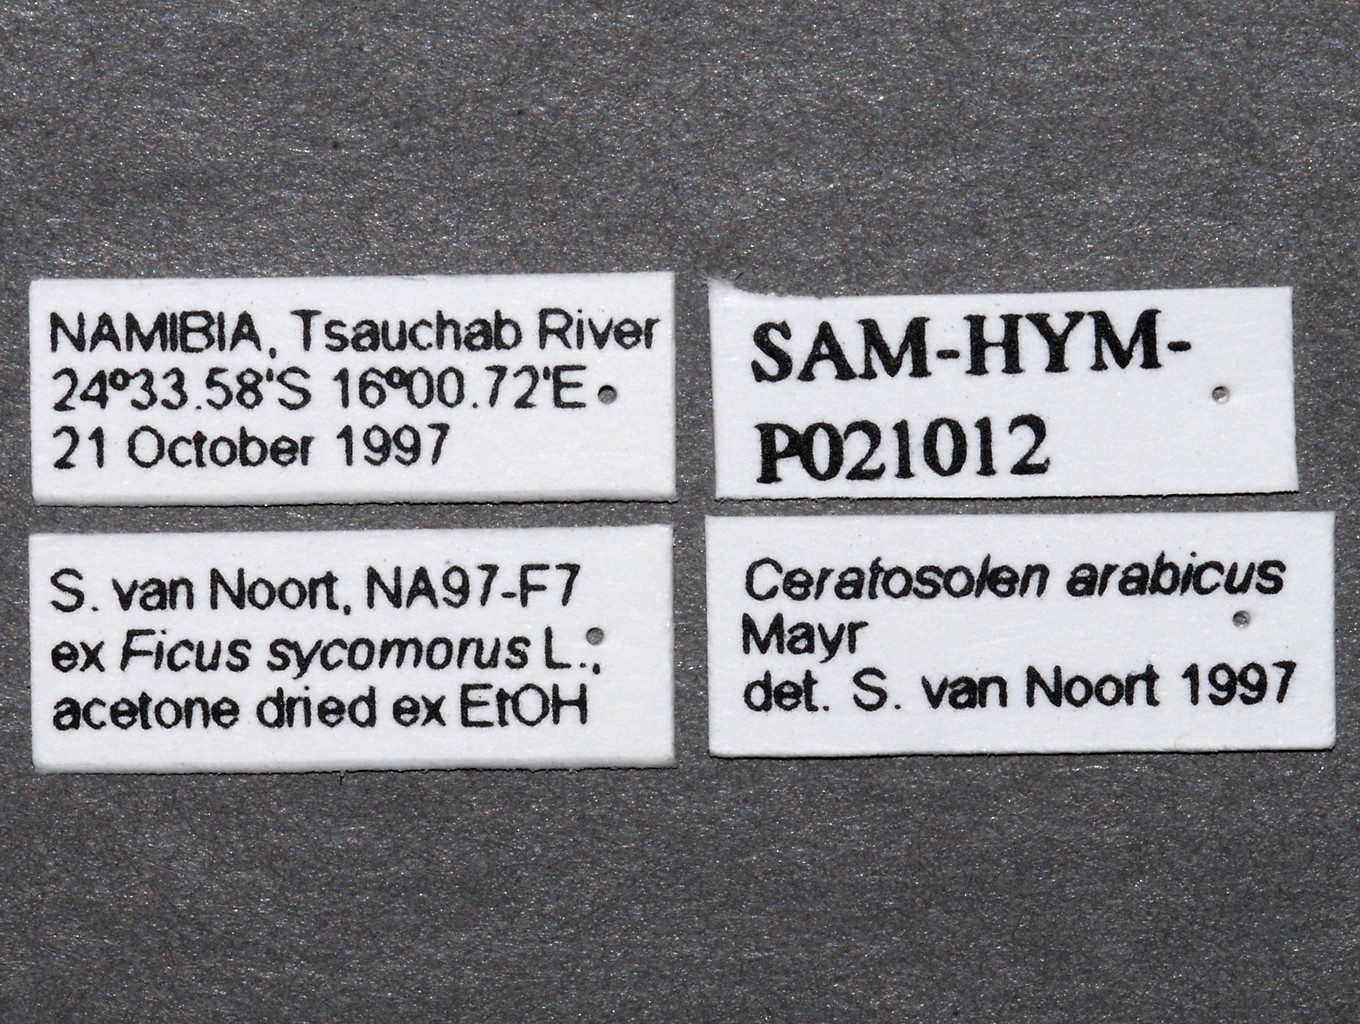 NAMIBIA, Tsauchab River
24º33.58'S 16º00.72'E
21 October 1997
SAM-HYM-
P021012
S. van Noort, NA97-F7
ex Ficus sycomorus L.,
acetone dried ex EtOH
Ceratosolen arabicus
Mayr
det. S. van Noort 1997